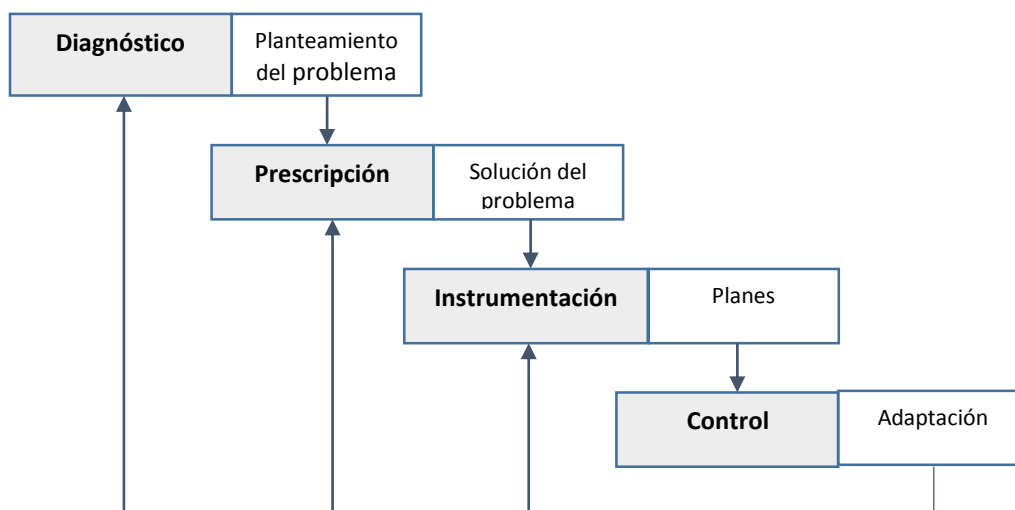 Diagnóstico
Planteamiento
del problema
Prescripción
Solución del
problema
Instrumentación
Planes
Control
Adaptación